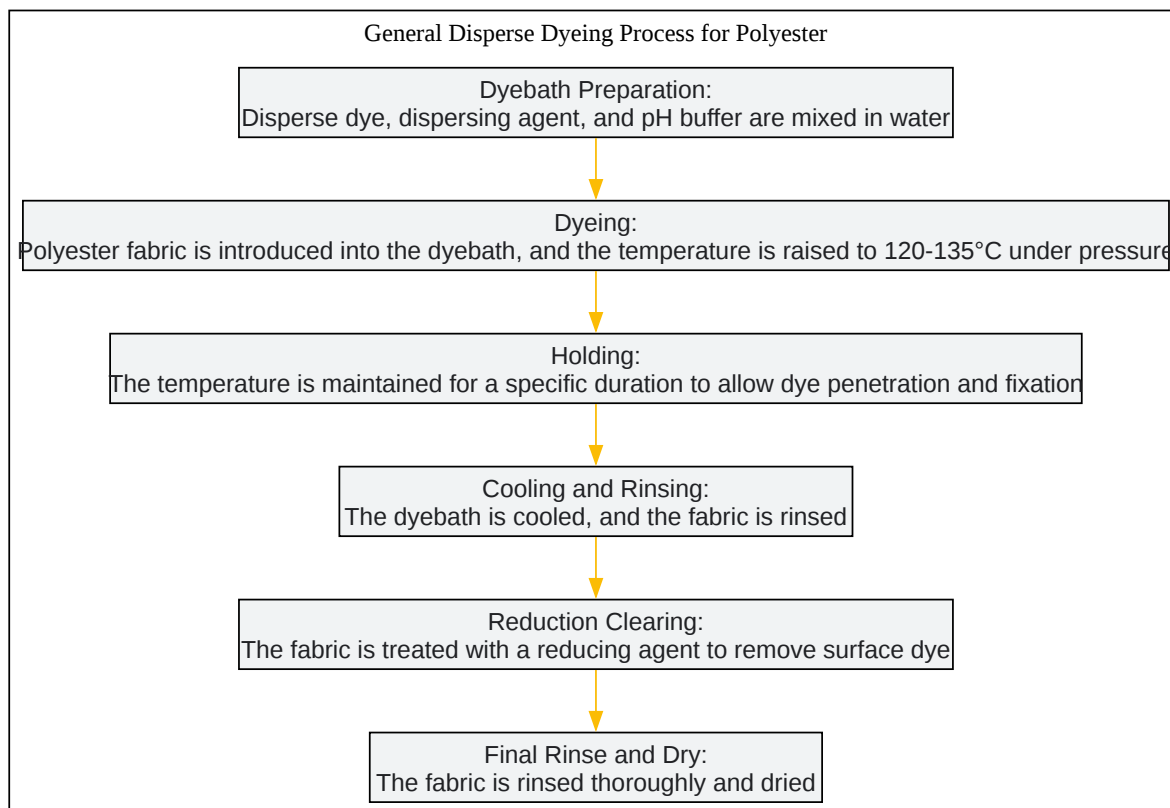 General Disperse Dyeing Process for Polyester
Dyebath Preparation:
Disperse dye, dispersing agent, and pH buffer are mixed in water
Dyeing:
Polyester fabric is introduced into the dyebath, and the temperature is raised to 120-135°C under pressure
Holding:
The temperature is maintained for a specific duration to allow dye penetration and fixation
Cooling and Rinsing:
The dyebath is cooled, and the fabric is rinsed
Reduction Clearing:
The fabric is treated with a reducing agent to remove surface dye
Final Rinse and Dry:
The fabric is rinsed thoroughly and dried